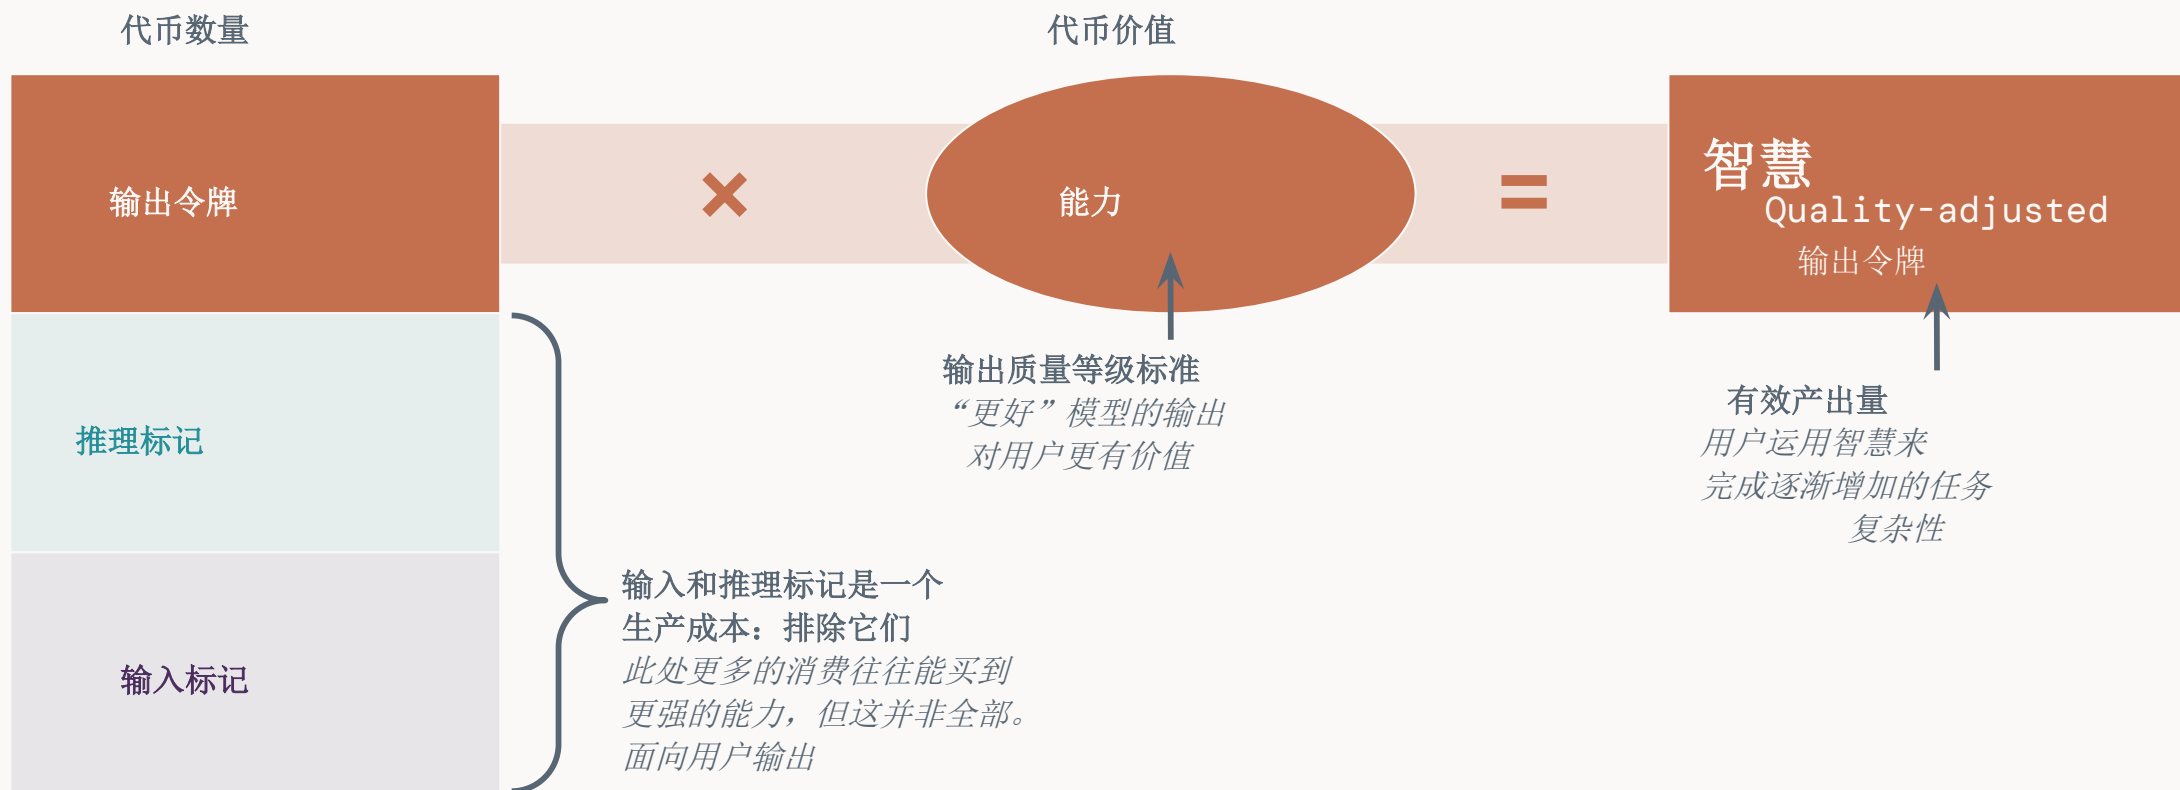 代币数量
代币价值
输出令牌
×
能力
=
智慧
Quality-adjusted
输出令牌
推理标记
输入标记
输出质量等级标准
“更好”模型的输出
对用户更有价值
有效产出量
用户运用智慧来
完成逐渐增加的任务
复杂性
输入和推理标记是一个
生产成本：排除它们
此处更多的消费往往能买到
更强的能力，但这并非全部。
面向用户输出